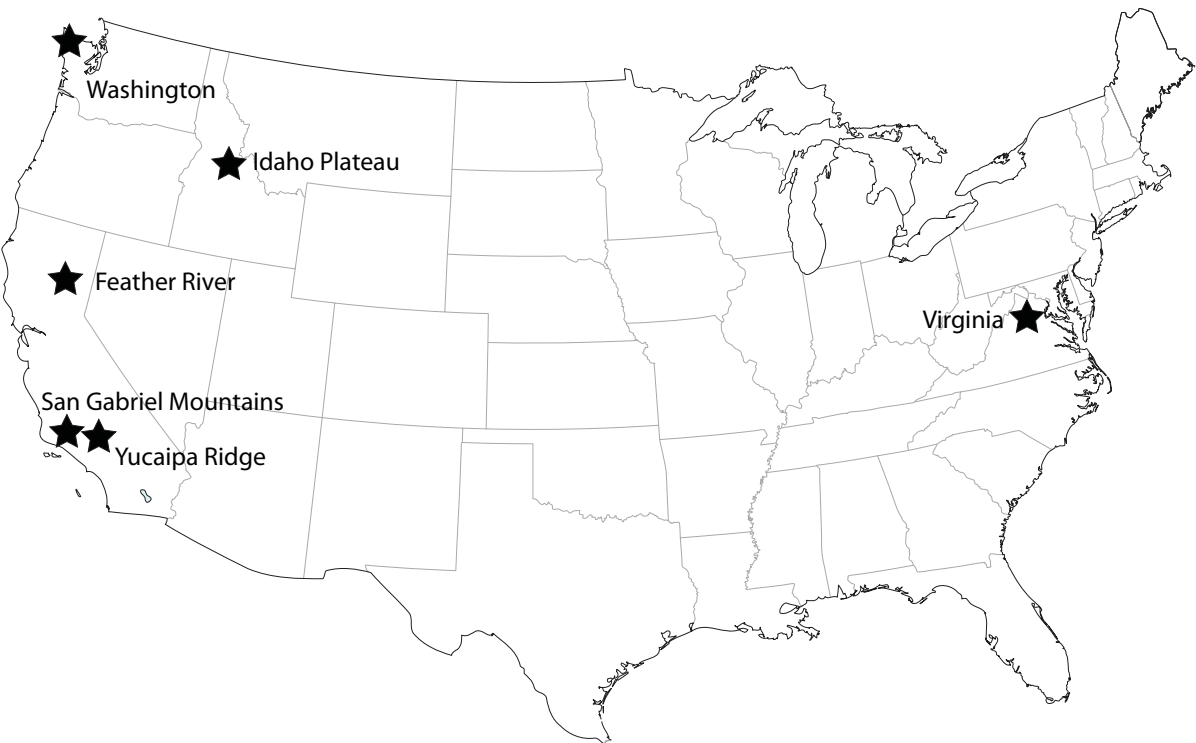 Washington
Idaho Plateau
Feather River
Virginia
San Gabriel Mountains
Yucaipa Ridge